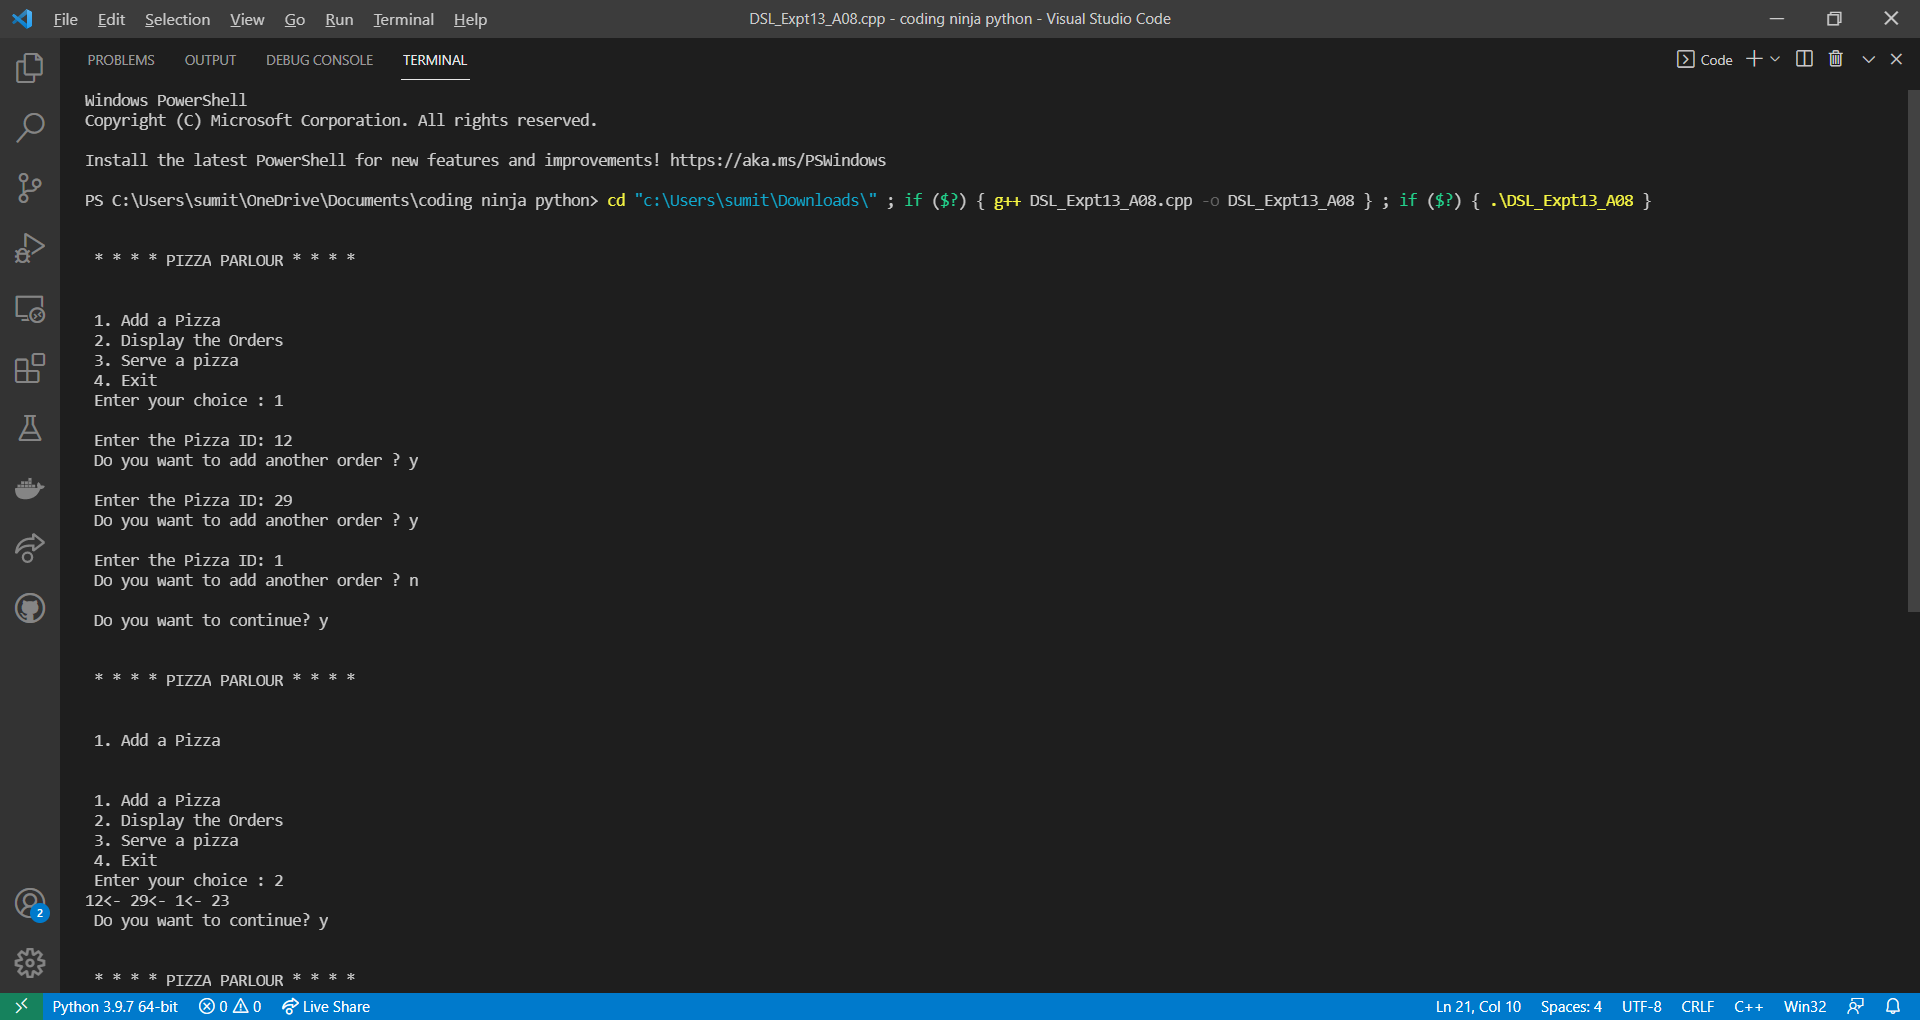 File Edit Selection View Go Run Terminal Help
DSL_Expt13_A08.cpp - coding ninja python - Visual Studio Code
PROBLEMS OUTPUT DEBUG CONSOLE TERMINAL
Code
Windows PowerShell
Copyright (C) Microsoft Corporation. All rights reserved.
Install the latest PowerShell for new features and improvements! https://aka.ms/PSWindows
PS C:\Users\sumit\OneDrive\Documents\coding ninja python> cd "c:\Users\sumit\Downloads\" ; if ($?) { g++ DSL_Expt13_A08.cpp -o DSL_Expt13_A08 } ; if ($?) { .\DSL_Expt13_A08 }
* * * * PIZZA PARLOUR * * * *
1. Add a Pizza
2. Display the Orders
3. Serve a pizza
4. Exit
Enter your choice : 1
Enter the Pizza ID: 12
Do you want to add another order ? y
Enter the Pizza ID: 29
Do you want to add another order ? y
Enter the Pizza ID: 1
Do you want to add another order ? n
Do you want to continue? y
* * * * PIZZA PARLOUR * * * *
1. Add a Pizza
1. Add a Pizza
2. Display the Orders
3. Serve a pizza
4. Exit
Enter your choice : 2
12<- 29<- 1<- 23
Do you want to continue? y
* * * * PIZZA PARLOUR * * * *
2
Python 3.9.7 64-bit 0 0 Live Share
Ln 21, Col 10 Spaces: 4 UTF-8 CRLF C++ Win32